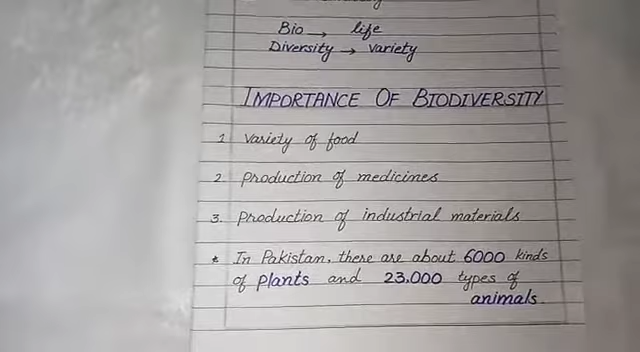 Bio → life
Diversity → variety
IMPORTANCE OF BIODIVERSITY
1 Variety of food
2. Production of medicines
3. Production of industrial materials
* In Pakistan, there are about 6000 kinds
of plants and 23,000 types of
animals.